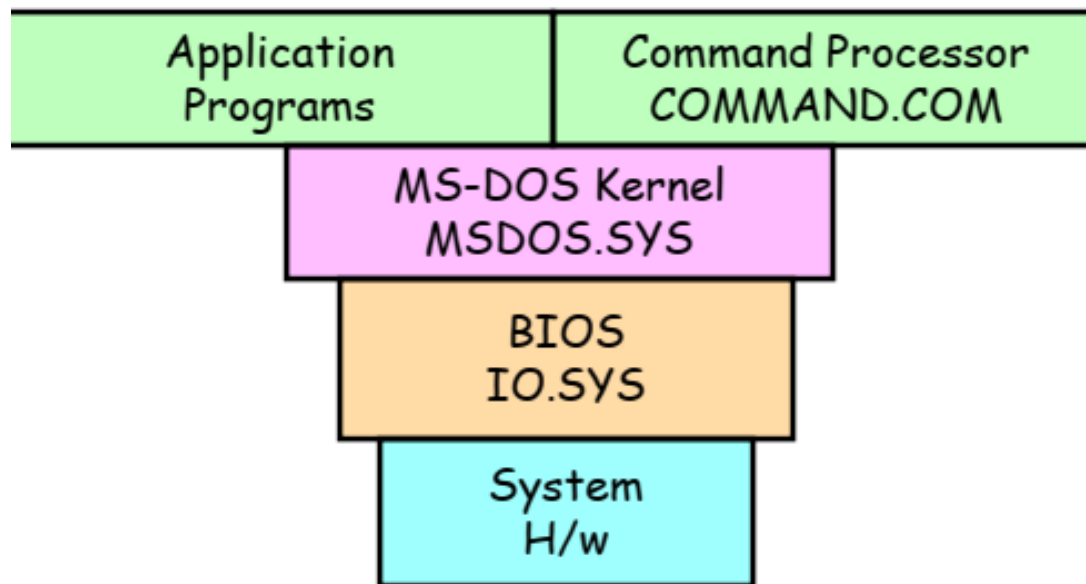 Application
Programs
Command Processor
COMMAND.COM
MS-DOS Kernel
MSDOS.SYS
BIOS
IO.SYS
System
H/w